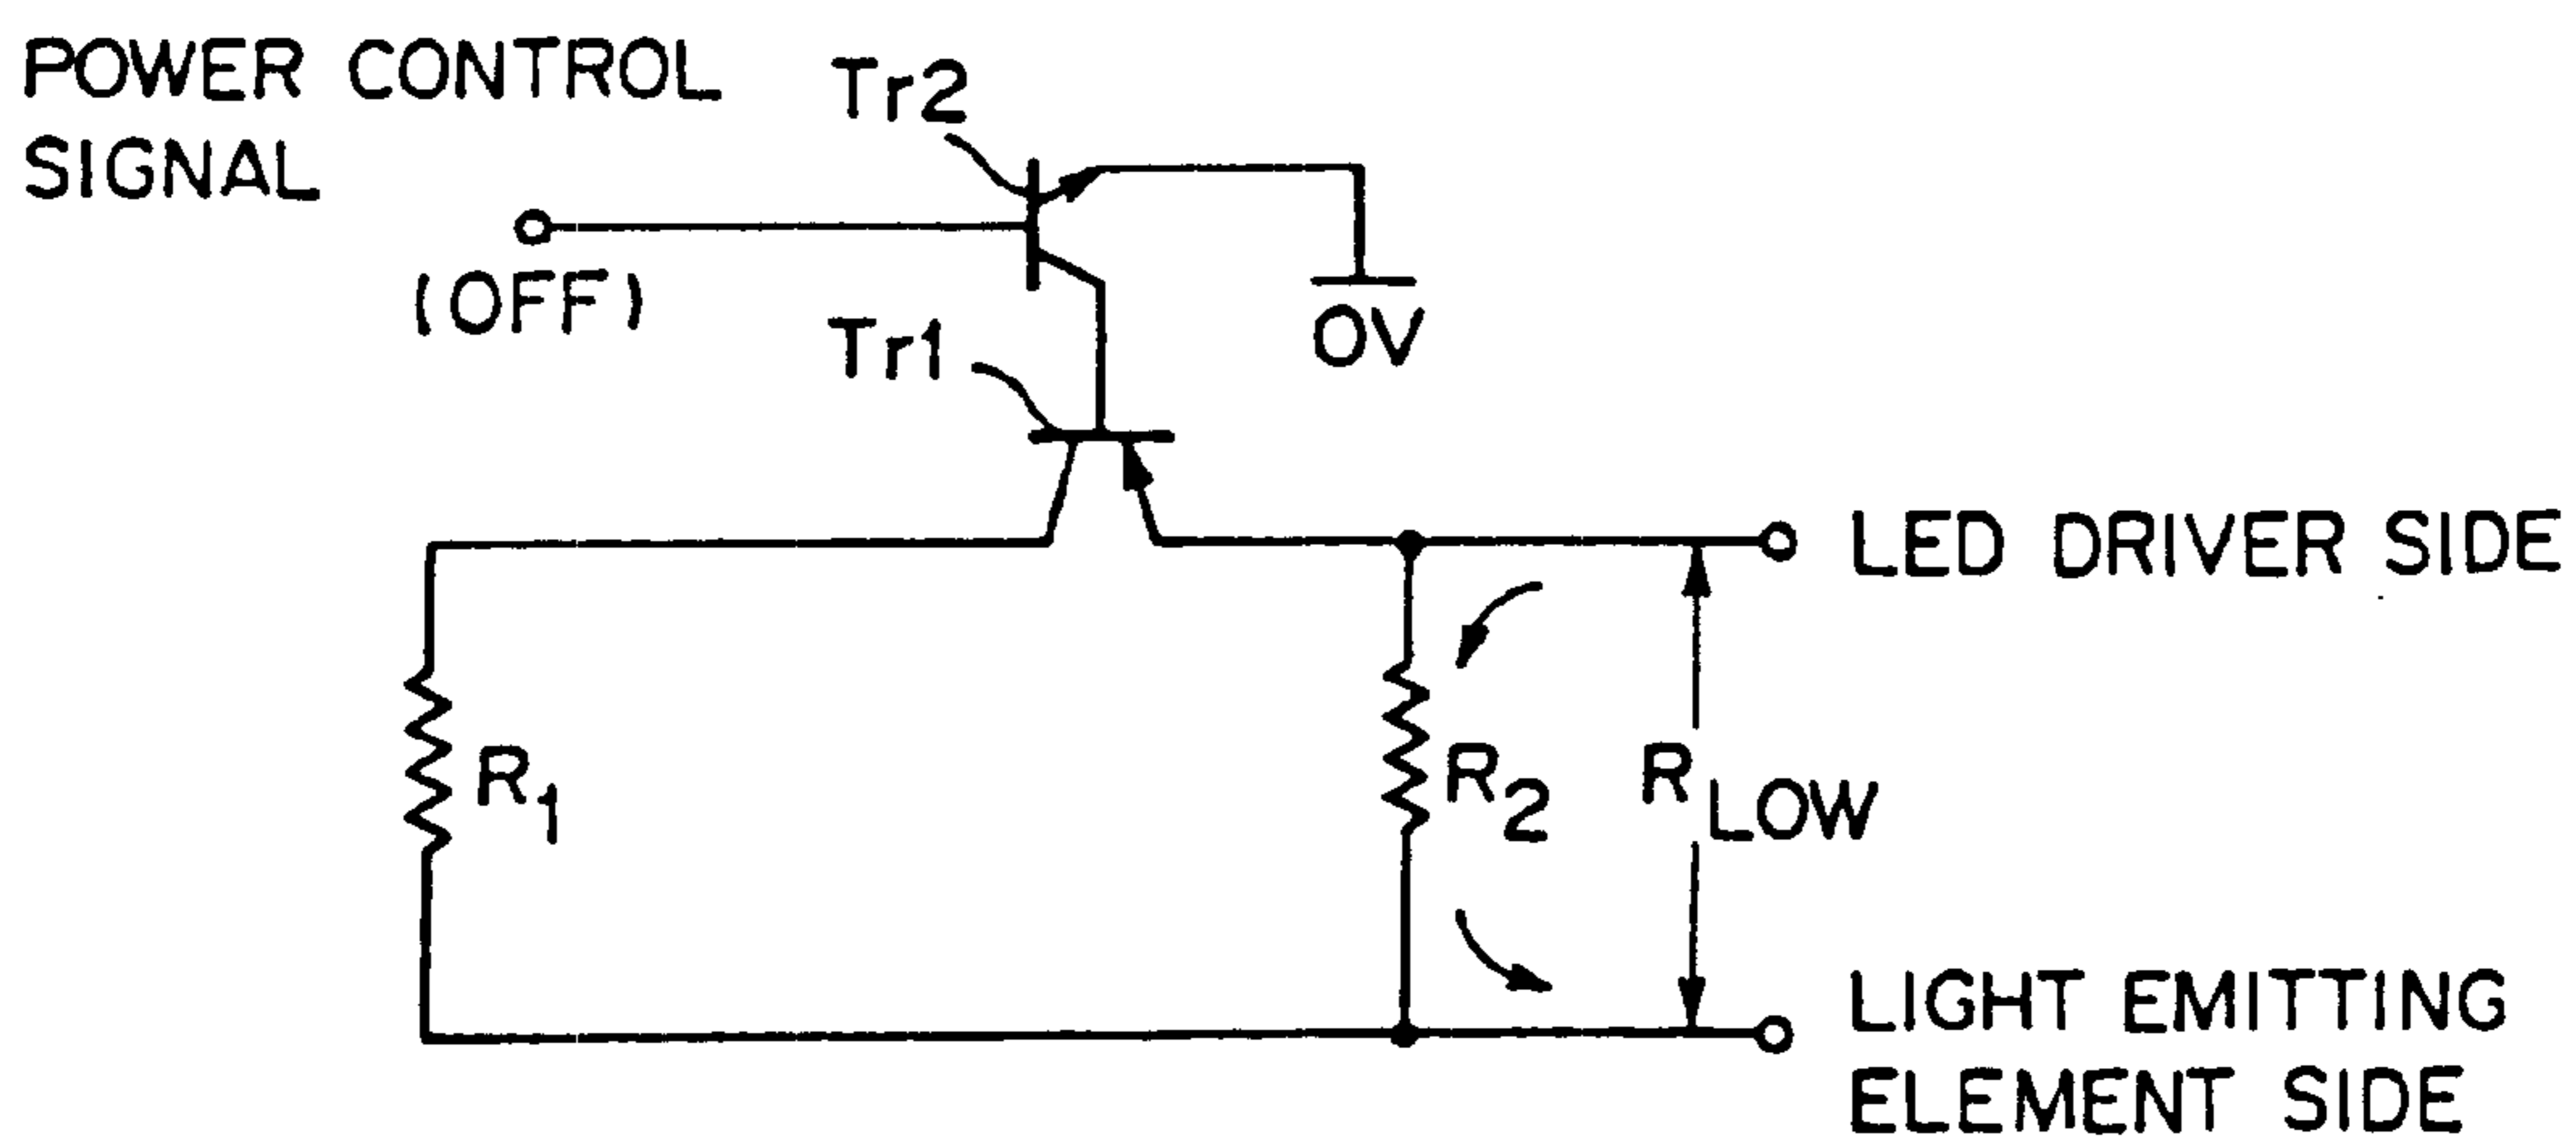 POWER CONTROL
SIGNAL
(OFF)
Tr2
0V
Tr1
LED DRIVER SIDE
R1
R2
RLOW
LIGHT EMITTING
ELEMENT SIDE